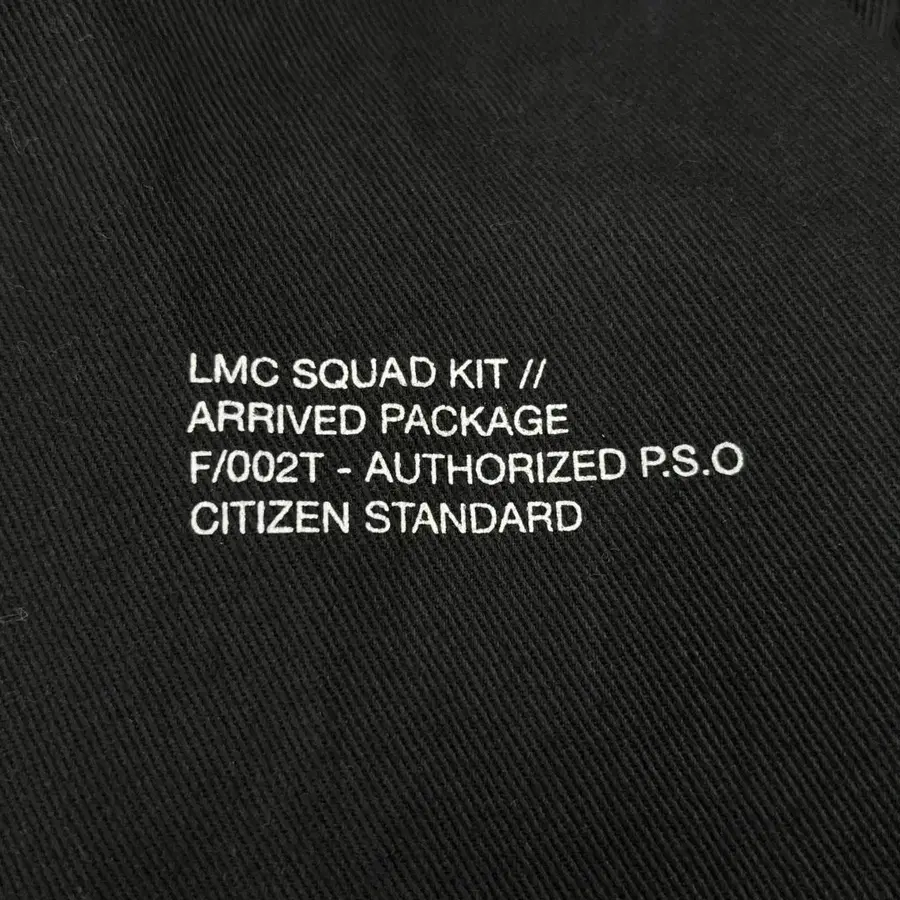 LMC SQUAD KIT //
ARRIVED PACKAGE
F/002T - AUTHORIZED P.S.O
CITIZEN STANDARD